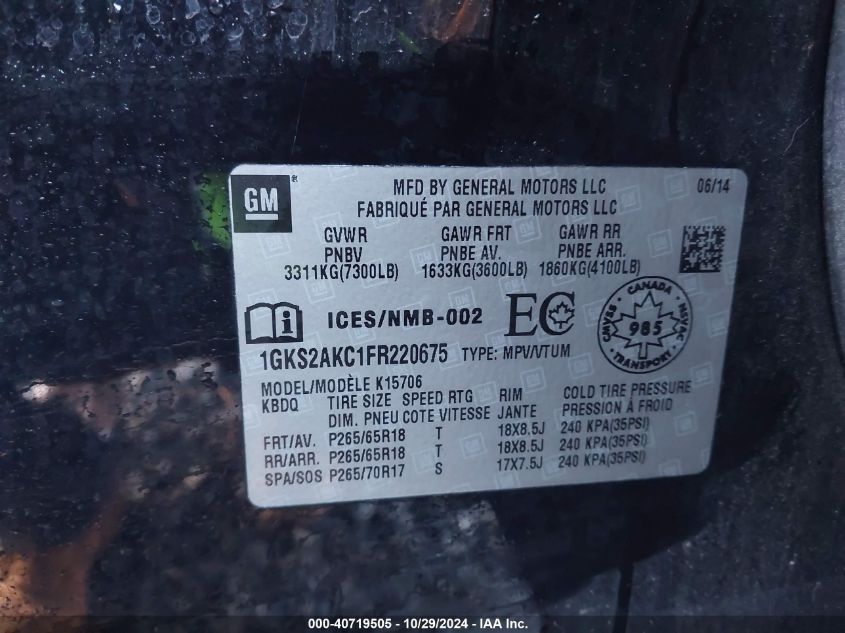 GM
MFD BY GENERAL MOTORS LLC 06/14
FABRIQUÉ PAR GENERAL MOTORS LLC
GVWR GAWR FRT GAWR RR
PNBV PNBE AV. PNBE ARR.
3311KG(7300LB) 1633KG(3600LB) 1860KG(4100LB)
ICES/NMB-002 EC
CANADA
CMVSS NSVAC
985
TRANSPORT
1GKS2AKC1FR220675 TYPE: MPV/VTUM
MODEL/MODÈLE K15706
KBDQ TIRE SIZE SPEED RTG RIM COLD TIRE PRESSURE
DIM. PNEU COTE VITESSE JANTE PRESSION À FROID
FRT/AV. P265/65R18 T 18X8.5J 240 KPA(35PSI)
RR/ARR. P265/65R18 T 18X8.5J 240 KPA(35PSI)
SPA/SOS P265/70R17 S 17X7.5J 240 KPA(35PSI)
000-40719505 - 10/29/2024 - IAA Inc.